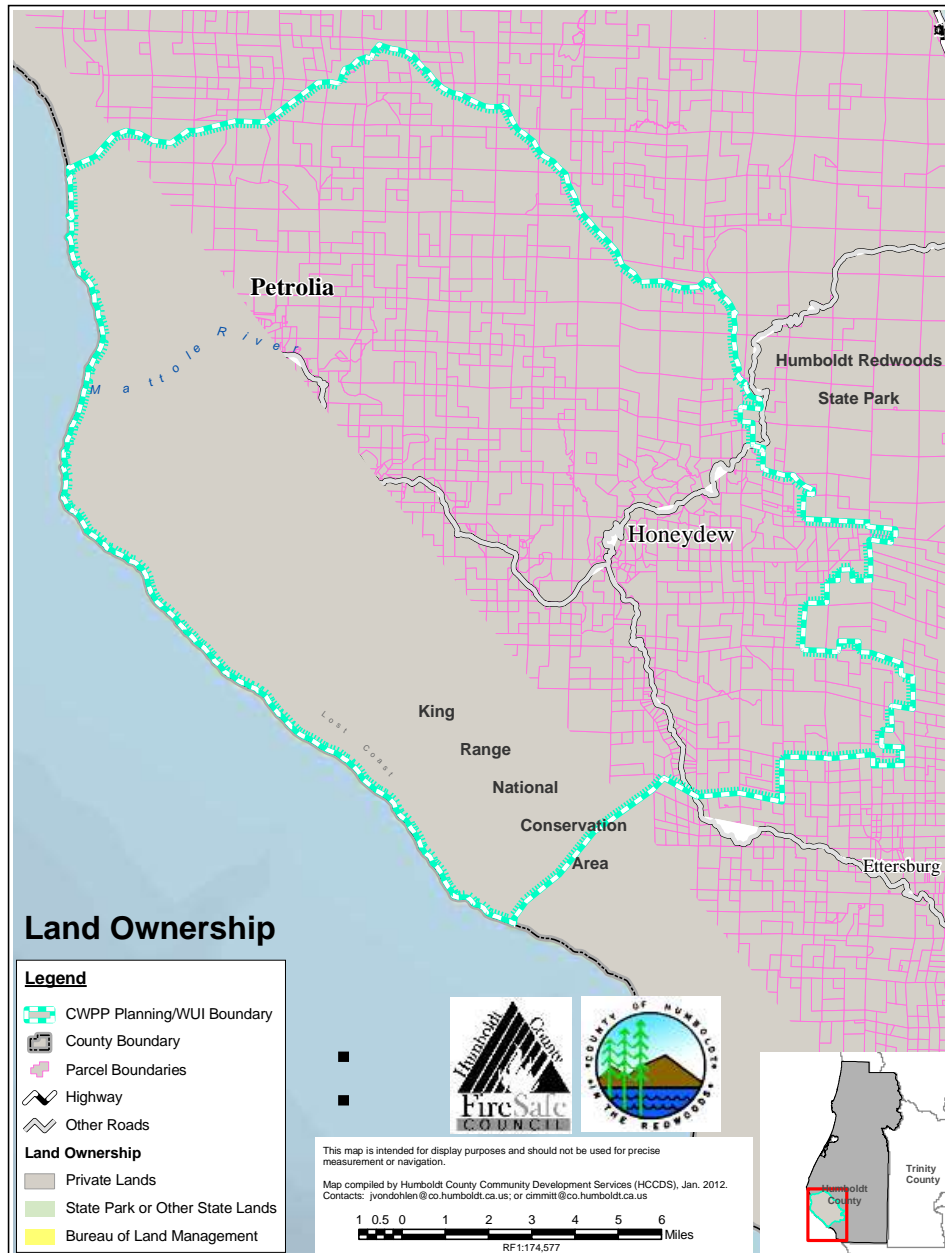 Petrolia
Mattole River
Humboldt Redwoods
State Park
Honeydew
King
Range
National
Conservation
Area
Lost Coast
Ettersburg
Land Ownership
Legend
CWPP Planning/WUI Boundary
County Boundary
Parcel Boundaries
Highway
Other Roads
Land Ownership
Private Lands
State Park or Other State Lands
Bureau of Land Management
Humboldt County
FireSafe
COUNCIL
COUNTY OF HUMBOLDT
IN THE REDWOODS
This map is intended for display purposes and should not be used for precise
measurement or navigation.
Map compiled by Humboldt County Community Development Services (HCCDS), Jan. 2012.
Contacts: jvondohlen@co.humboldt.ca.us; or cimmitt@co.humboldt.ca.us
1 0.5 0 1 2 3 4 5 6
Miles
RF1:174,577
Humboldt
County
Trinity
County